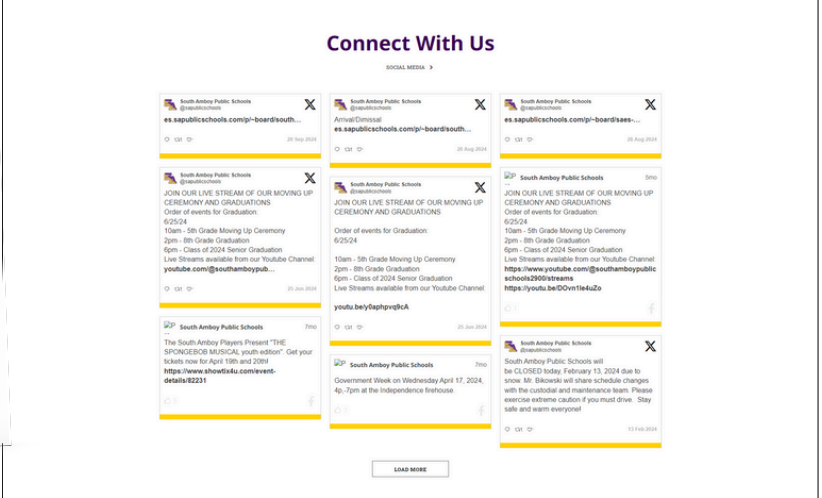 Connect With Us
SOCIAL MEDIA >
South Amboy Public Schools
@sapublicschools
es.sapublicschools.com/p/~board/south...
20 Sep 2024
JOIN OUR LIVE STREAM OF OUR MOVING UP
CEREMONY AND GRADUATIONS
Order of events for Graduation:
6/25/24
10am - 5th Grade Moving Up Ceremony
2pm - 8th Grade Graduation
6pm - Class of 2024 Senior Graduation
Live Streams available from our Youtube Channel:
youtube.com/@southamboypub...
25 Jun 2024
South Amboy Public Schools
@sapublicschools
South Amboy Public Schools
7mo
The South Amboy Players Present "THE
SPONGEBOB MUSICAL youth edition". Get your
tickets now for April 19th and 20th!
https://www.showtix4u.com/event-
details/82231
South Amboy Public Schools
@sapublicschools
Arrival/Dimissal
es.sapublicschools.com/p/~board/south...
20 Aug 2024
South Amboy Public Schools
@sapublicschools
JOIN OUR LIVE STREAM OF OUR MOVING UP
CEREMONY AND GRADUATIONS
Order of events for Graduation:
6/25/24
10am - 5th Grade Moving Up Ceremony
2pm - 8th Grade Graduation
6pm - Class of 2024 Senior Graduation
Live Streams available from our Youtube Channel:
youtu.be/y0aphpvq9cA
25 Jun 2024
South Amboy Public Schools
7mo
Government Week on Wednesday April 17, 2024,
4p,-7pm at the Independence firehouse.
South Amboy Public Schools
@sapublicschools
es.sapublicschools.com/p/~board/saes-...
20 Aug 2024
South Amboy Public Schools
5mo
JOIN OUR LIVE STREAM OF OUR MOVING UP
CEREMONY AND GRADUATIONS
Order of events for Graduation:
6/25/24
10am - 5th Grade Moving Up Ceremony
2pm - 8th Grade Graduation
6pm - Class of 2024 Senior Graduation
Live Streams available from our Youtube Channel:
https://www.youtube.com/@southamboypublic
schools2900/streams
https://youtu.be/DOvn1le4uZo
South Amboy Public Schools
@sapublicschools
South Amboy Public Schools will
be CLOSED today, February 13, 2024 due to
snow. Mr. Bikowski will share schedule changes
with the custodial and maintenance team. Please
exercise extreme caution if you must drive. Stay
safe and warm everyone!
13 Feb 2024
LOAD MORE